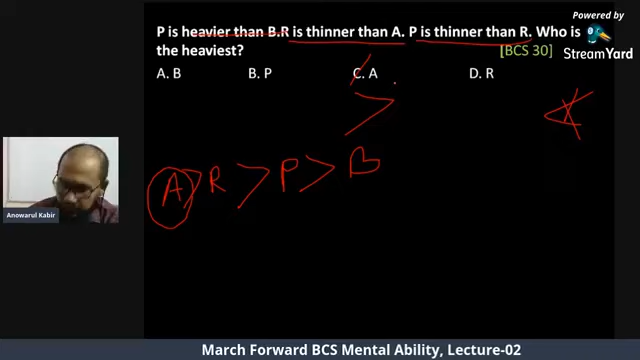 Powered by
P is heavier than B.R is thinner than A. P is thinner than R. Who is
the heaviest?
[BCS 30]
StreamYard
A. B
B. P
C. A
D. R
A > R > P > B
Anowarul Kabir
March Forward BCS Mental Ability, Lecture-02